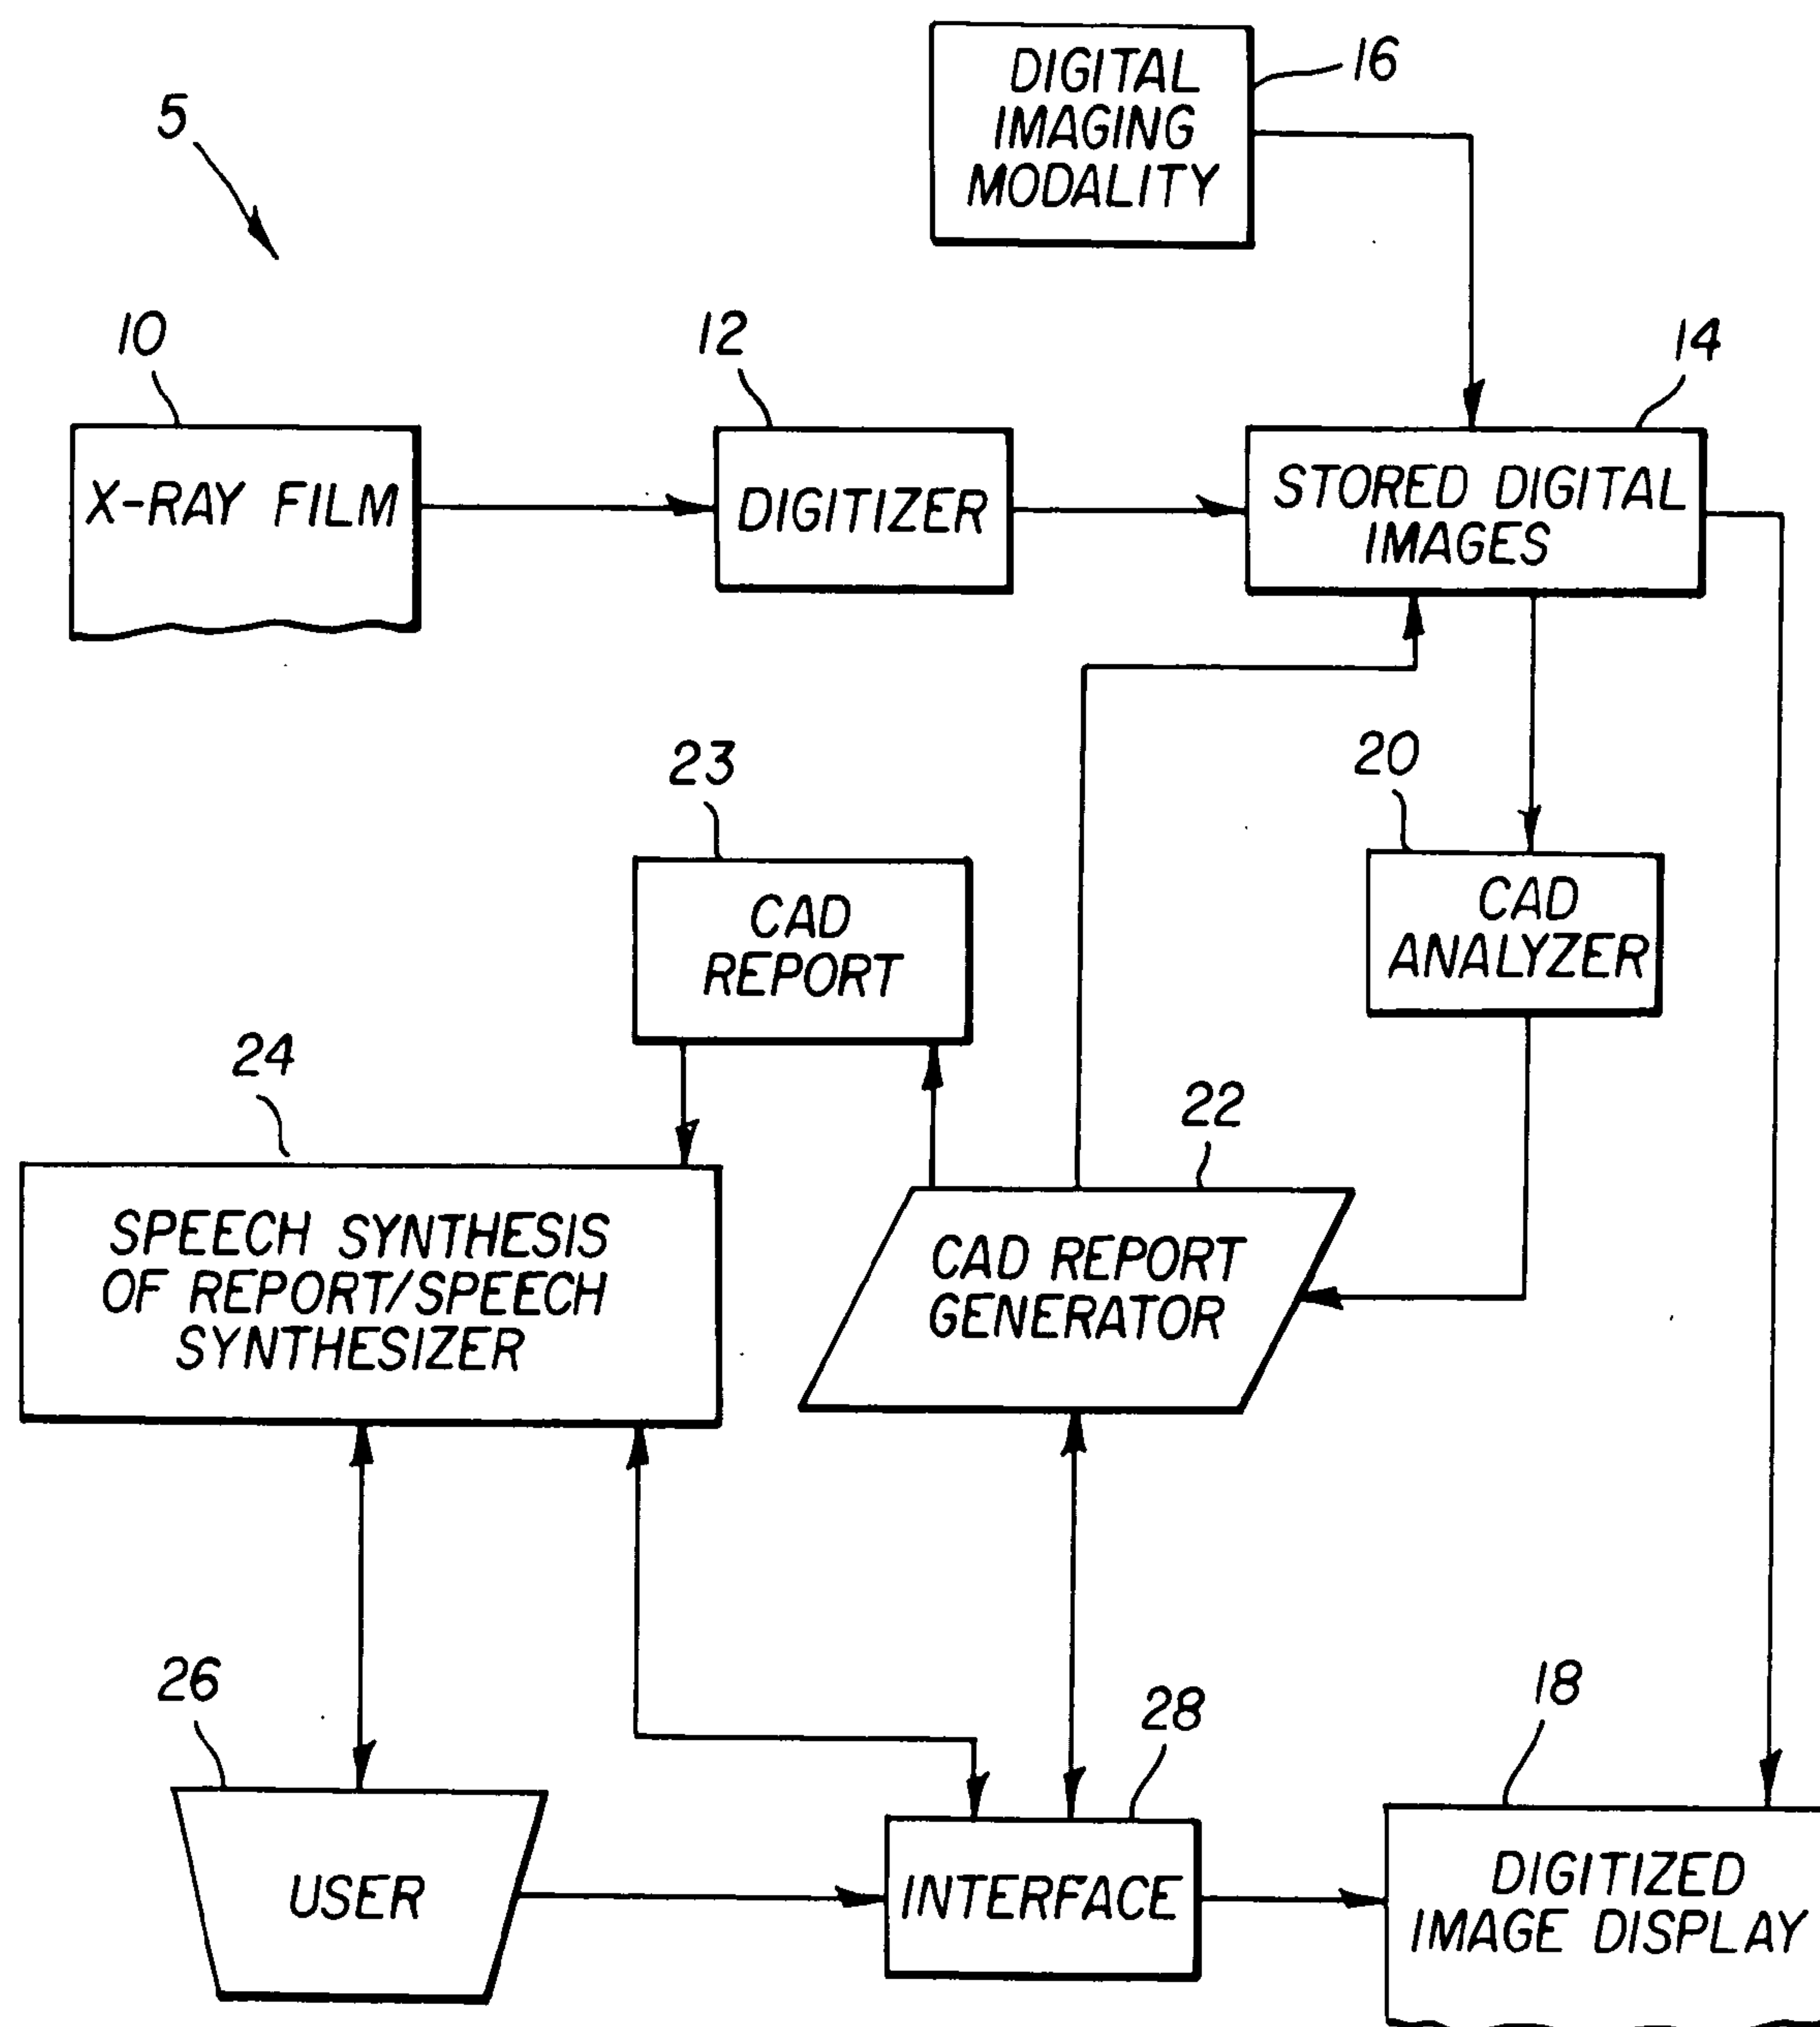 DIGITAL
IMAGING
MODALITY
16
5
10
12
14
X-RAY FILM
DIGITIZER
STORED DIGITAL
IMAGES
23
20
CAD
REPORT
CAD
ANALYZER
24
22
SPEECH SYNTHESIS
OF REPORT/SPEECH
SYNTHESIZER
CAD REPORT
GENERATOR
26
28
18
USER
INTERFACE
DIGITIZED
IMAGE DISPLAY